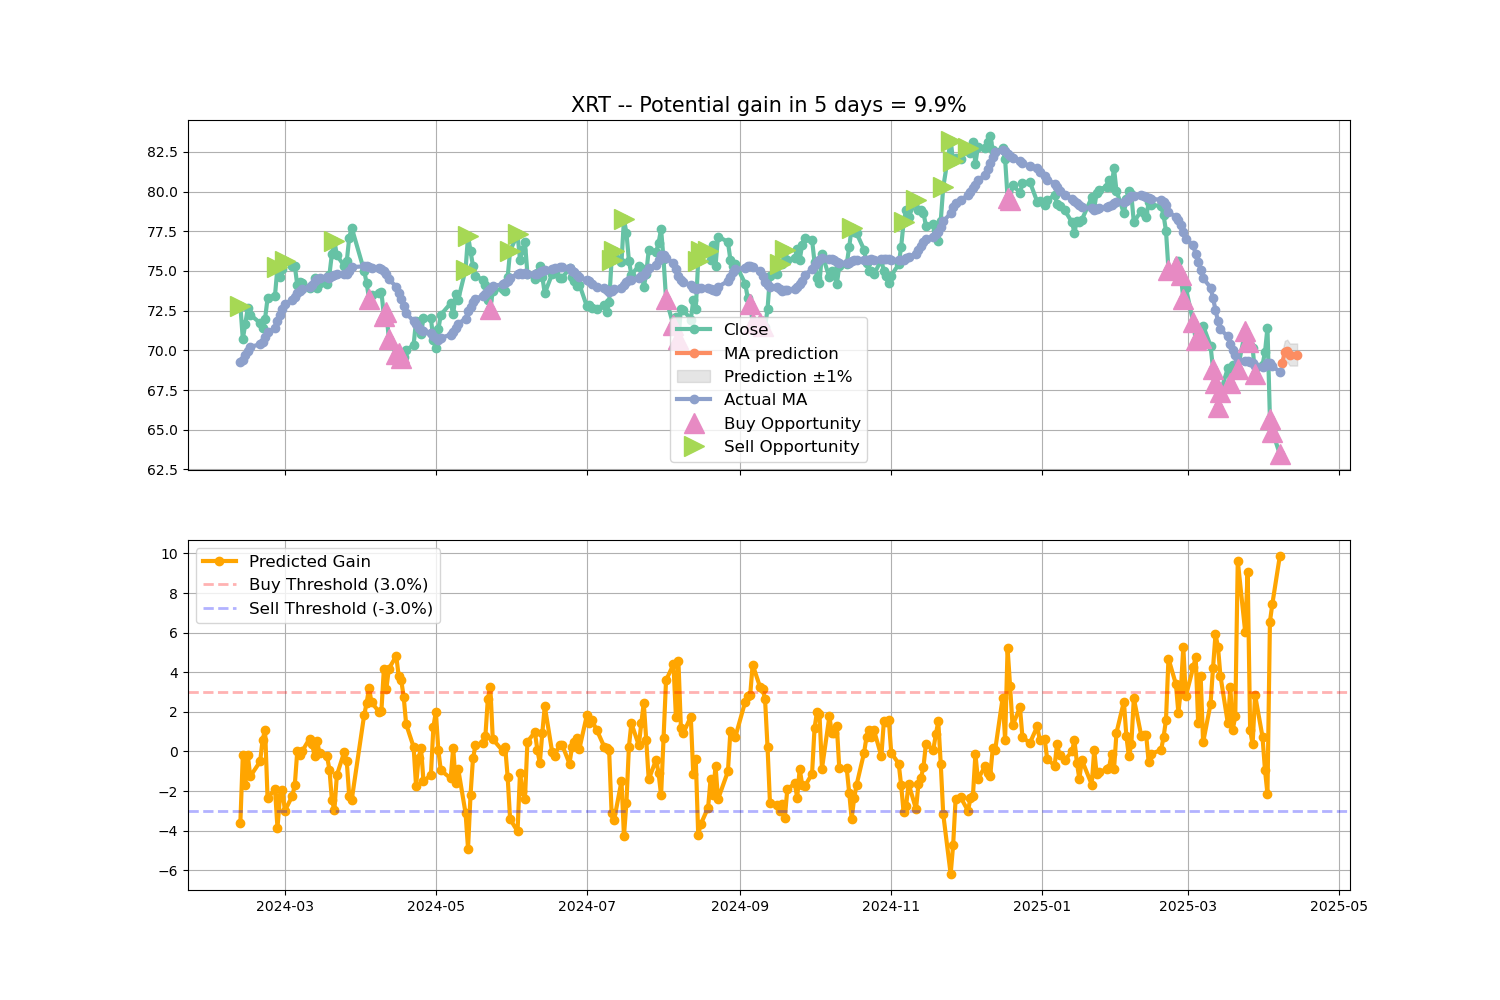 XRT -- Potential gain in 5 days = 9.9%
82.5
80.0
77.5
75.0
72.5
70.0
67.5
65.0
62.5
Close
MA prediction
Prediction ±1%
Actual MA
Buy Opportunity
Sell Opportunity
10
8
6
4
2
0
−2
−4
−6
Predicted Gain
Buy Threshold (3.0%)
Sell Threshold (-3.0%)
2024-03 2024-05 2024-07 2024-09 2024-11 2025-01 2025-03 2025-05